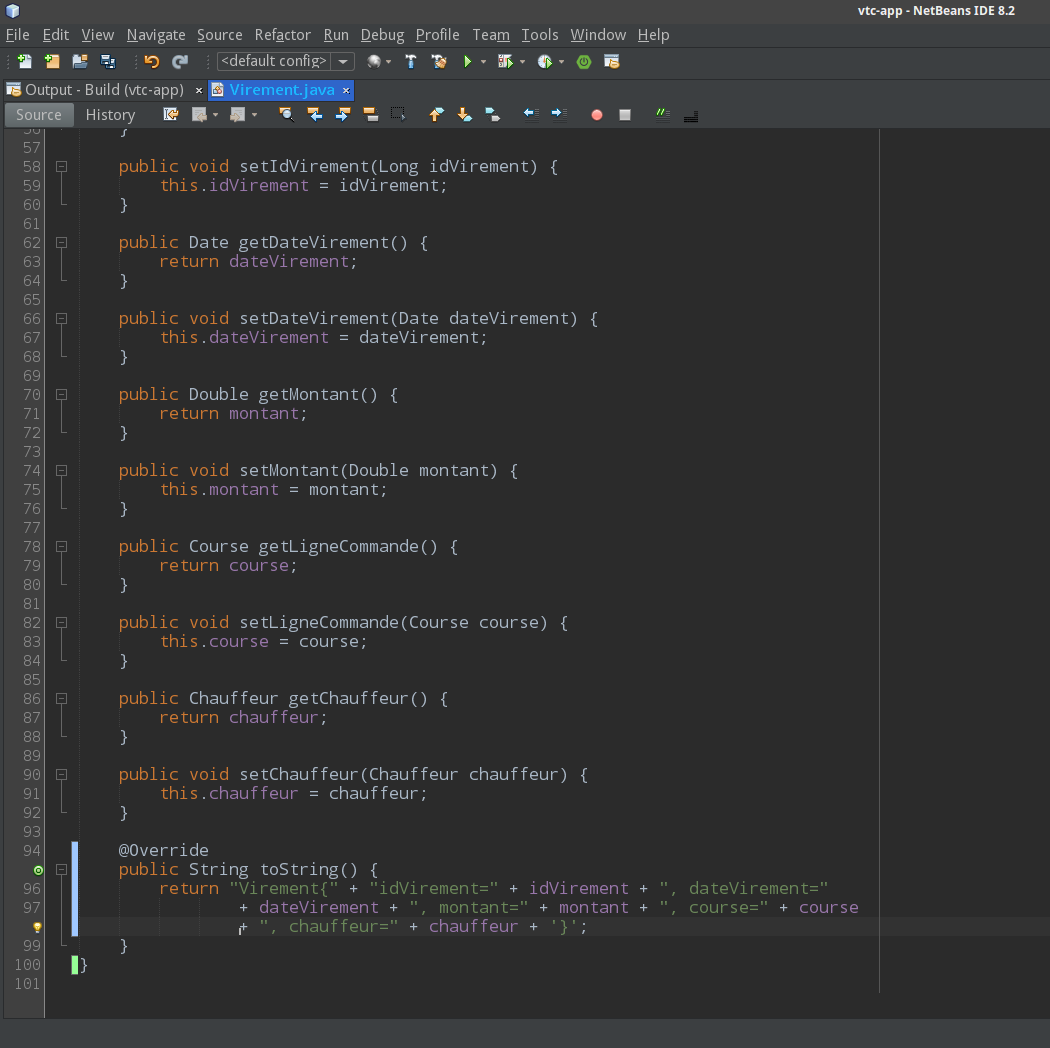 vtc-app - NetBeans IDE 8.2
File Edit View Navigate Source Refactor Run Debug Profile Team Tools Window Help
<default config>
Output - Build (vtc-app) × Virement.java ×
Source History
56 }
57
58 public void setIdVirement(Long idVirement) {
59 this.idVirement = idVirement;
60 }
61
62 public Date getDateVirement() {
63 return dateVirement;
64 }
65
66 public void setDateVirement(Date dateVirement) {
67 this.dateVirement = dateVirement;
68 }
69
70 public Double getMontant() {
71 return montant;
72 }
73
74 public void setMontant(Double montant) {
75 this.montant = montant;
76 }
77
78 public Course getLigneCommande() {
79 return course;
80 }
81
82 public void setLigneCommande(Course course) {
83 this.course = course;
84 }
85
86 public Chauffeur getChauffeur() {
87 return chauffeur;
88 }
89
90 public void setChauffeur(Chauffeur chauffeur) {
91 this.chauffeur = chauffeur;
92 }
93
94 @Override
public String toString() {
96 return "Virement{" + "idVirement=" + idVirement + ", dateVirement="
97 + dateVirement + ", montant=" + montant + ", course=" + course
+ ", chauffeur=" + chauffeur + '}';
99 }
100 }
101